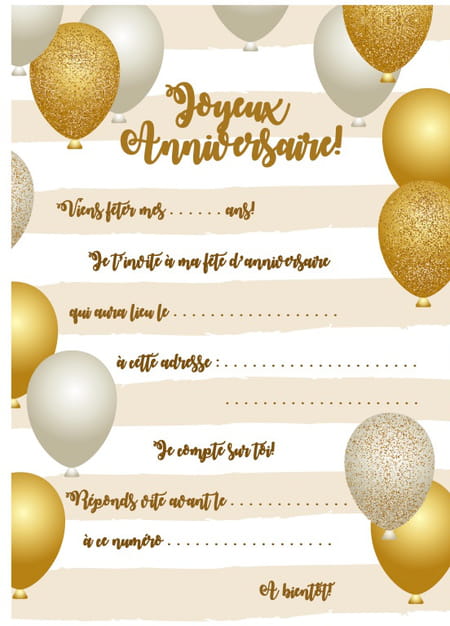 Joyeux
Anniversaire!
Viens fêter mes . . . . . . ans!
Je t'invite à ma fête d'anniversaire
qui aura lieu le . . . . . . . . . . . . . . . . . . .
à cette adresse : . . . . . . . . . . . . . . . . . . . . . .
. . . . . . . . . . . . . . . . . . . . .
Je compte sur toi!
Réponds vite avant le . . . . . . . . . . . . .
à ce numéro . . . . . . . . . . . . . . . . . . .
A bientôt!